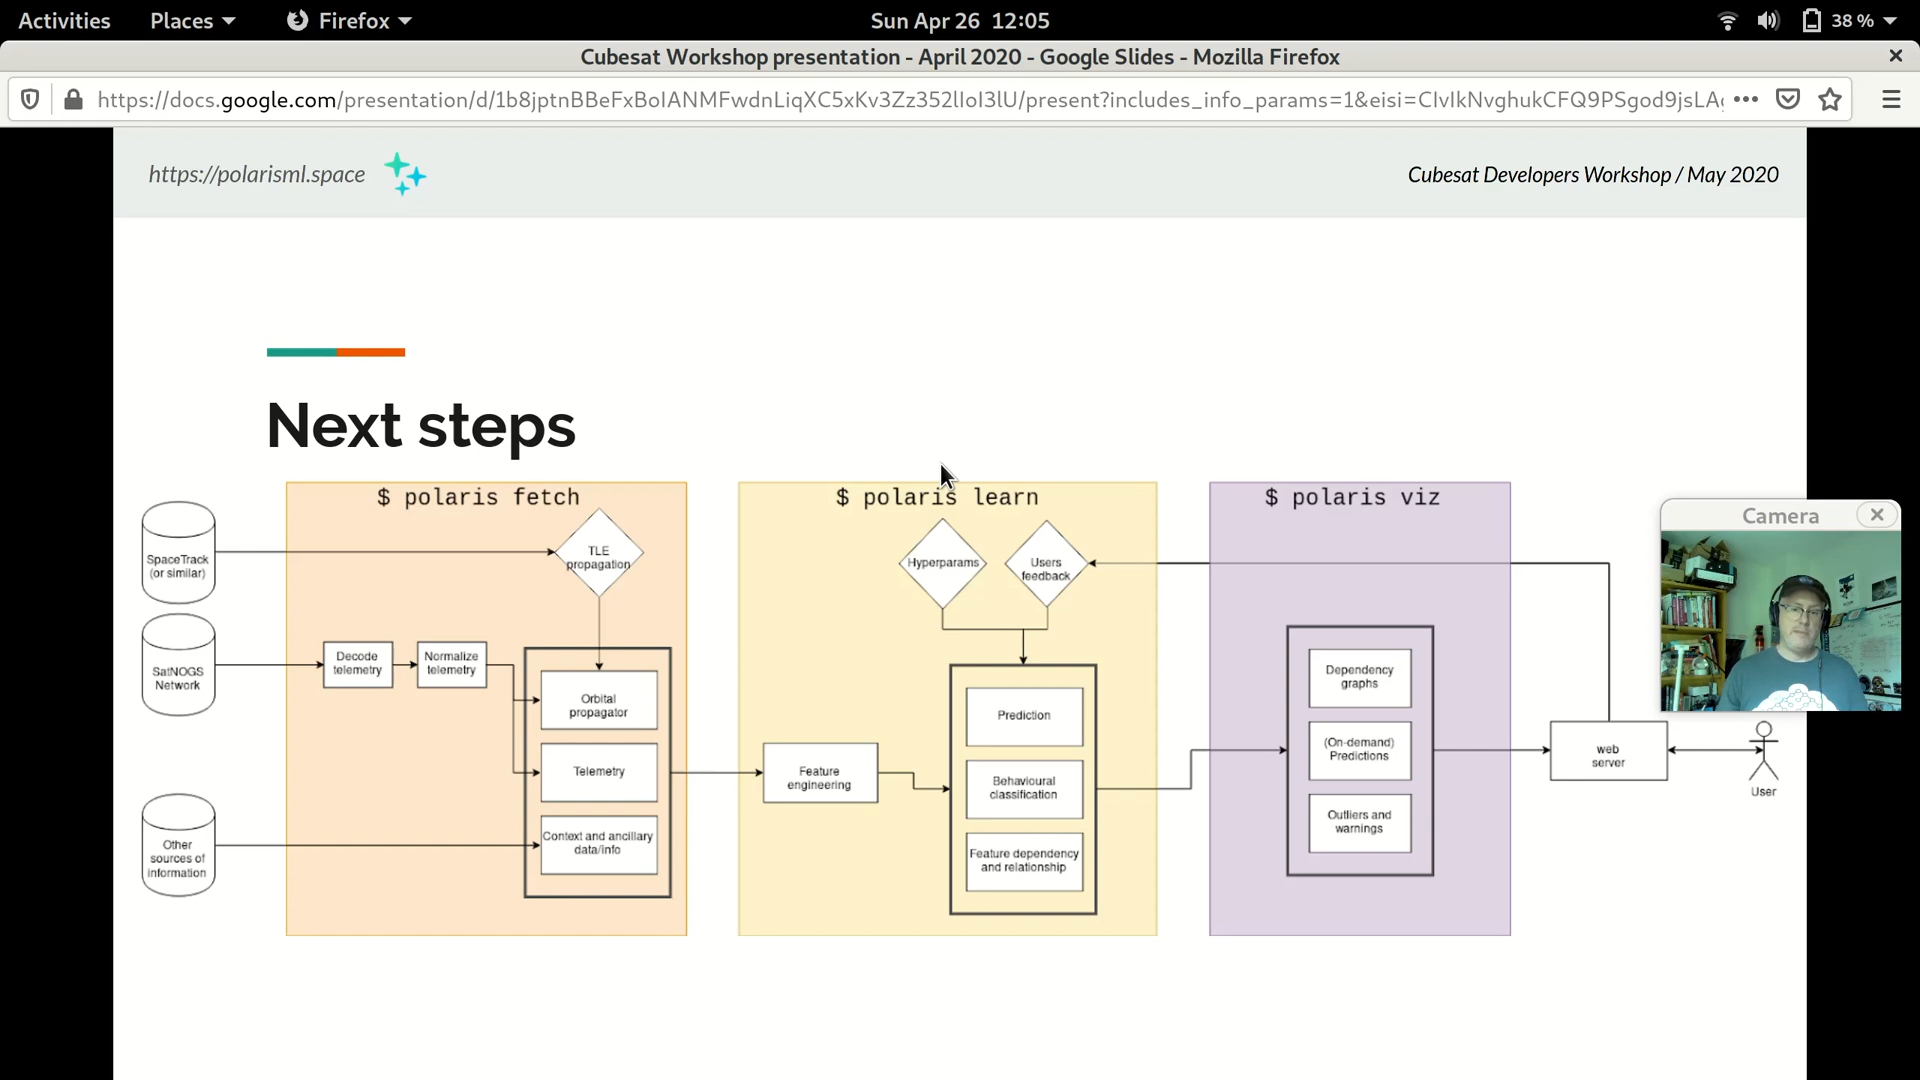 Activities Places Firefox Sun Apr 26 12:05 38 %
Cubesat Workshop presentation - April 2020 - Google Slides - Mozilla Firefox
https://docs.google.com/presentation/d/1b8jptnBBeFxBoIANMFwdnLiqXC5xKv3Zz352lIoI3lU/present?includes_info_params=1&eisi=CIvIkNvghukCFQ9PSgod9jsLA
https://polarisml.space
Cubesat Developers Workshop / May 2020
Next steps
SpaceTrack
(or similar)
SatNOGS
Network
Other
sources of
information
$ polaris fetch
TLE
propagation
Decode
telemetry
Normalize
telemetry
Orbital
propagator
Telemetry
Context and ancillary
data/info
$ polaris learn
Hyperparams
Users
feedback
Feature
engineering
Prediction
Behavioural
classification
Feature dependency
and relationship
$ polaris viz
Dependency
graphs
(On-demand)
Predictions
Outliers and
warnings
web
server
User
Camera